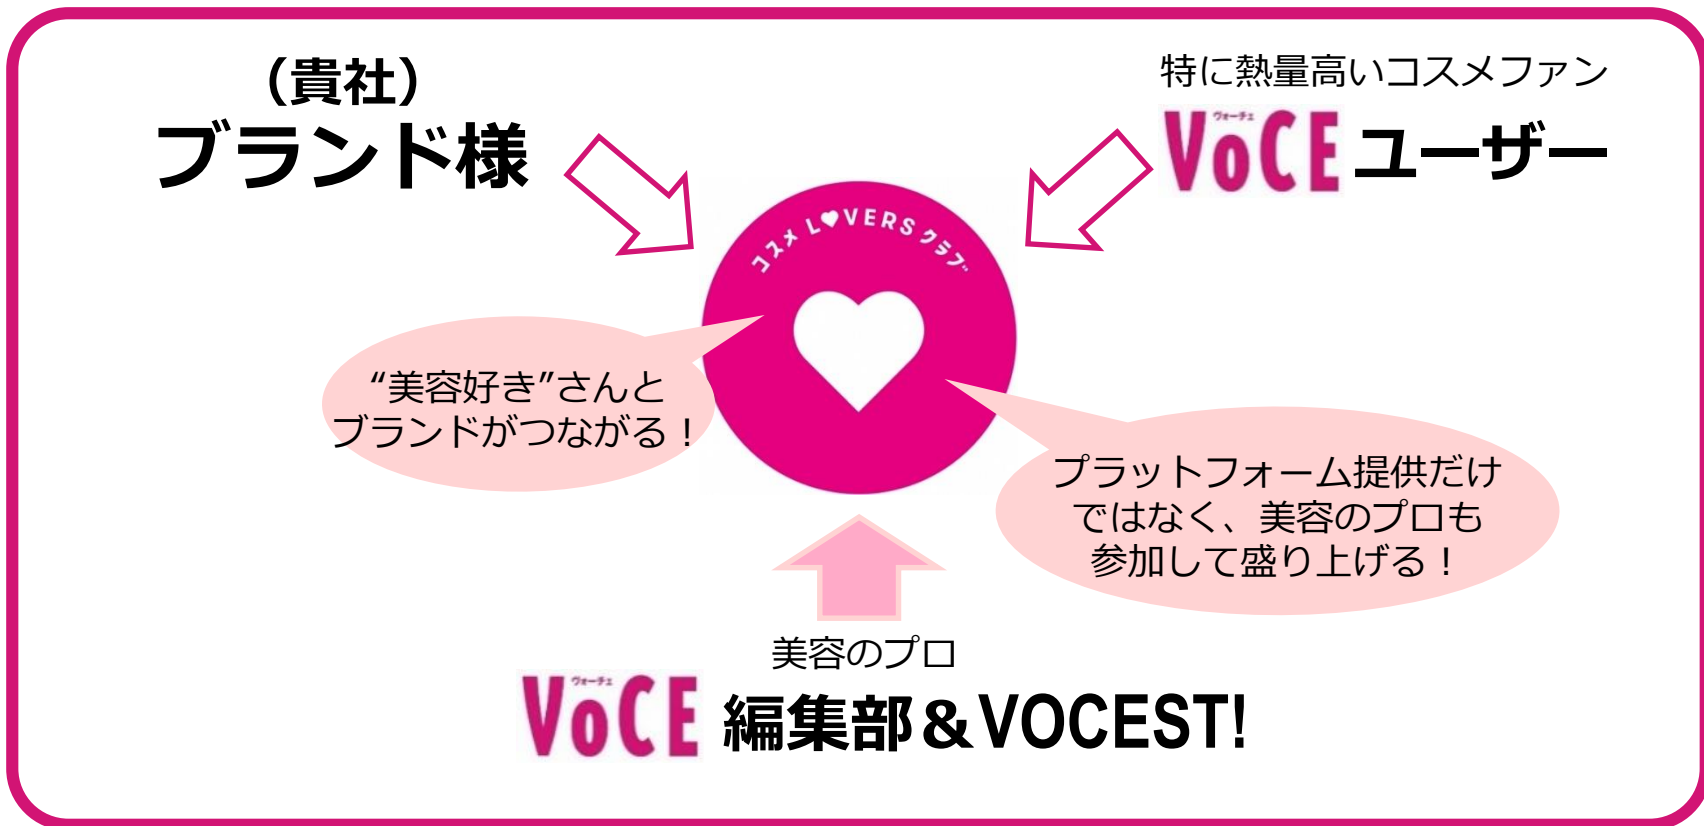 （貴社）
ブランド様
特に熱量高いコスメファン
ヴォーチェ
VoCE ユーザー
コスメ LOVERS クラブ
“美容好き”さんと
ブランドがつながる！
プラットフォーム提供だけ
ではなく、美容のプロも
参加して盛り上げる！
美容のプロ
ヴォーチェ
VoCE 編集部＆VOCEST!